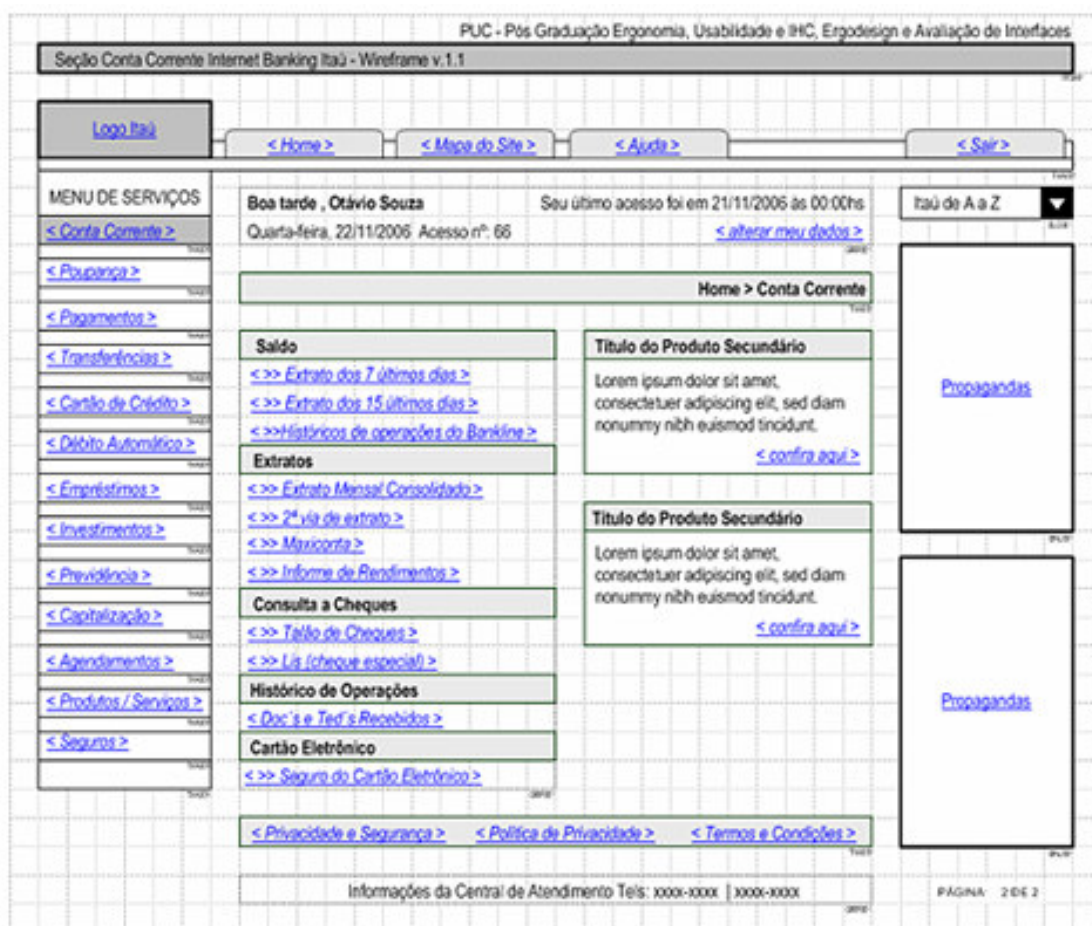 PUC - Pós Graduação Ergonomia, Usabilidade e IHC, Ergodesign e Avaliação de Interfaces
Seção Conta Corrente Internet Banking Itaú - Wireframe v.1.1
Logo Itaú
< Home >
< Mapa do Site >
< Ajuda >
< Sair >
MENU DE SERVIÇOS
< Conta Corrente >
< Poupança >
< Pagamentos >
< Transferências >
< Cartão de Crédito >
< Débito Automático >
< Empréstimos >
< Investimentos >
< Previdência >
< Capitalização >
< Agendamentos >
< Produtos / Serviços >
< Seguros >
Boa tarde , Otávio Souza
Seu último acesso foi em 21/11/2006 às 00:00hs
Quarta-feira, 22/11/2006 Acesso nº: 66
< alterar meu dados >
Home > Conta Corrente
Saldo
< >> Extrato dos 7 últimos dias >
< >> Extrato dos 15 últimos dias >
< >>Históricos de operações do Bankline >
Extratos
< >> Extrato Mensal Consolidado >
< >> 2ª via de extrato >
< >> Maxiconta >
< >> Informe de Rendimentos >
Consulta a Cheques
< >> Talão de Cheques >
< >> Lis (cheque especial) >
Histórico de Operações
< Doc´s e Ted´s Recebidos >
Cartão Eletrônico
< >> Seguro do Cartão Eletrônico >
Titulo do Produto Secundário
Lorem ipsum dolor sit amet,
consectetuer adipiscing elit, sed diam
nonummy nibh euismod tincidunt.
< confira aqui >
Titulo do Produto Secundário
Lorem ipsum dolor sit amet,
consectetuer adipiscing elit, sed diam
nonummy nibh euismod tincidunt.
< confira aqui >
Itaú de A a Z
Propagandas
Propagandas
< Privacidade e Segurança >
< Política de Privacidade >
< Termos e Condições >
Informações da Central de Atendimento Tels: xxxx-xxxx | xxxx-xxxx
PÁGINA 2 DE 2